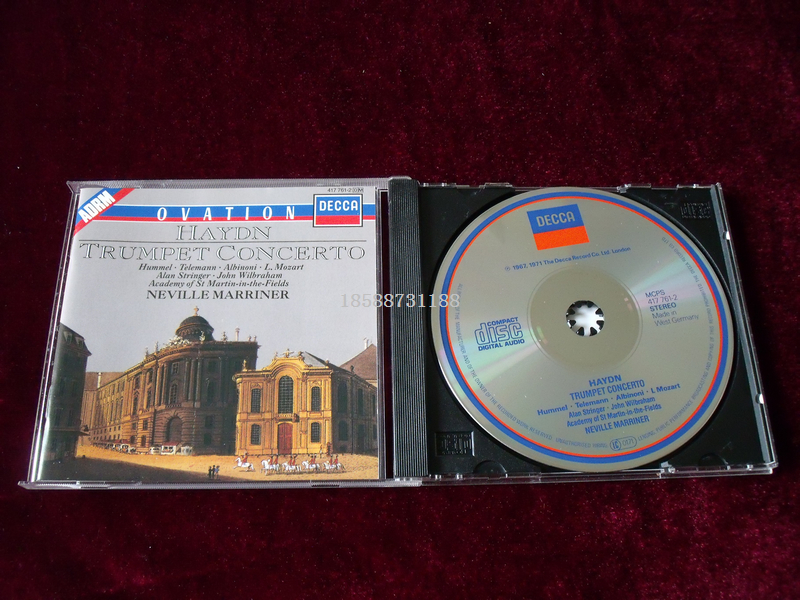 ADRM
417 761-2
OVATION
DECCA
HAYDN
TRUMPET CONCERTO
Hummel · Telemann · Albinoni · L. Mozart
Alan Stringer · John Wilbraham
Academy of St Martin-in-the-Fields
NEVILLE MARRINER
18588731188
DECCA
℗ 1967, 1971 The Decca Record Co. Ltd. London
MCPS
417 761-2
STEREO
Made in
West Germany
COMPACT
disc
DIGITAL AUDIO
HAYDN
TRUMPET CONCERTO
Hummel · Telemann · Albinoni · L Mozart
Alan Stringer · John Wilbraham
Academy of St Martin-in-the-Fields
NEVILLE MARRINER